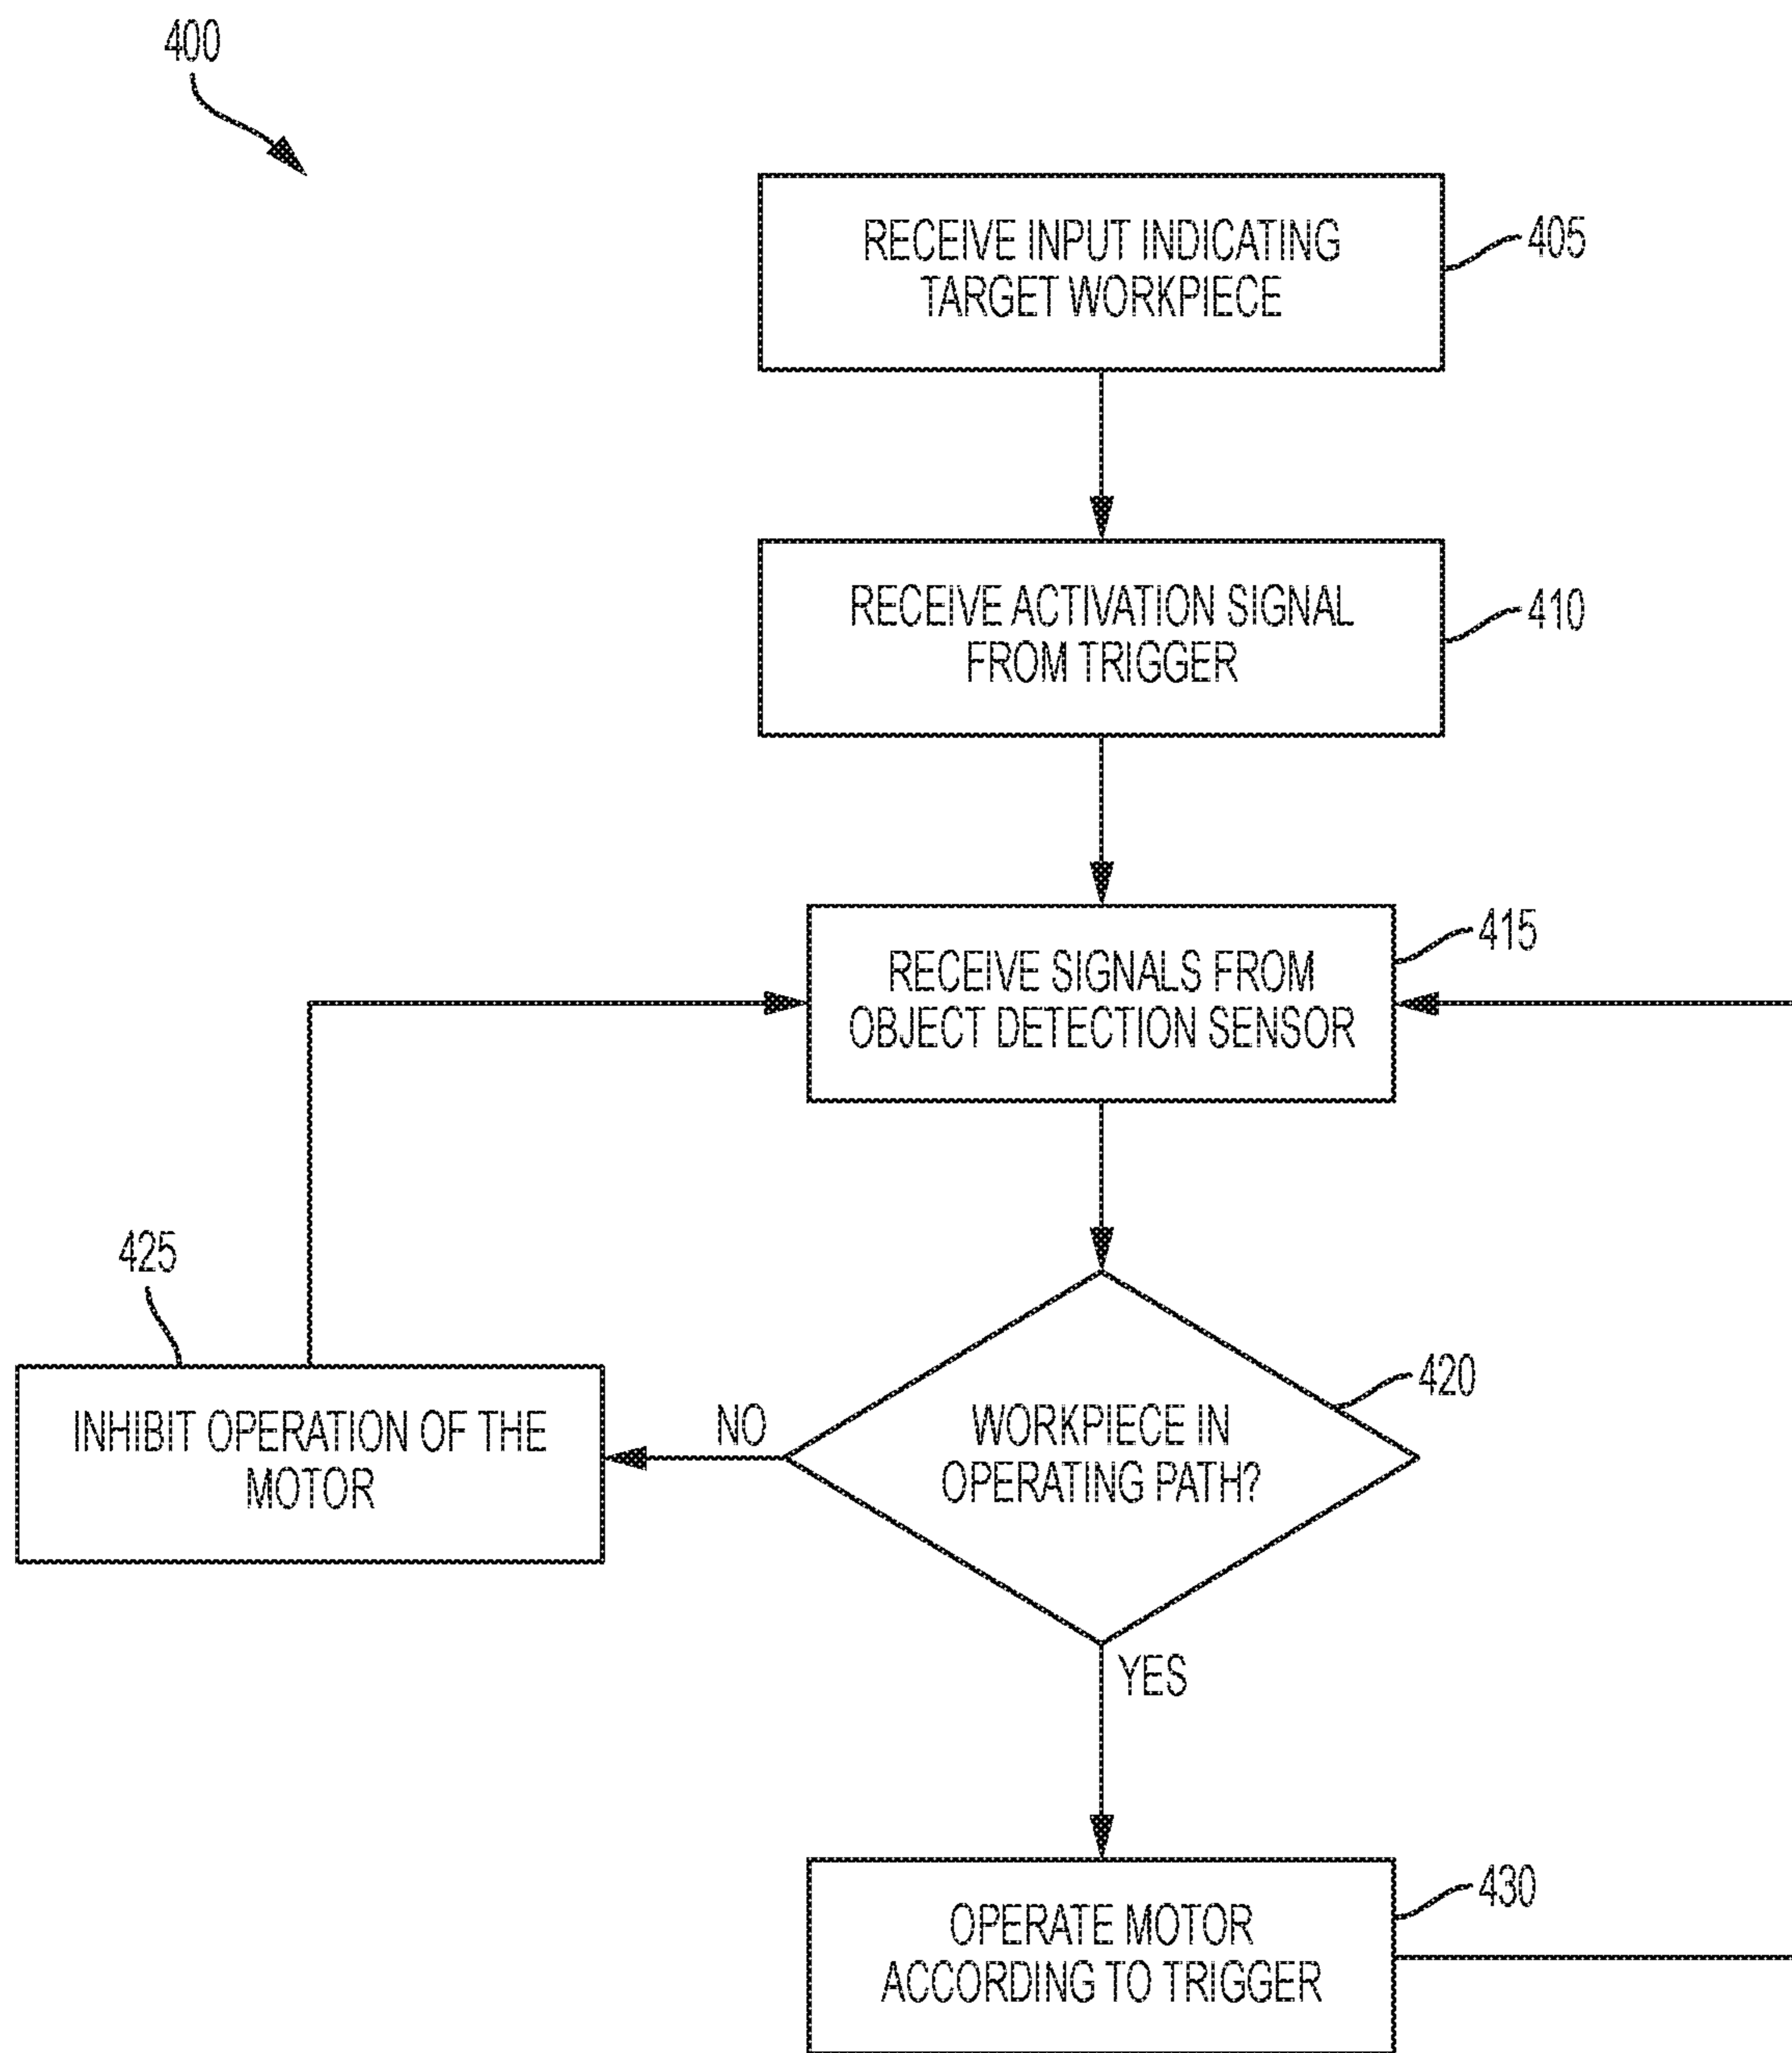 400
RECEIVE INPUT INDICATING
TARGET WORKPIECE
405
RECEIVE ACTIVATION SIGNAL
FROM TRIGGER
410
RECEIVE SIGNALS FROM
OBJECT DETECTION SENSOR
415
425
INHIBIT OPERATION OF THE
MOTOR
NO
WORKPIECE IN
OPERATING PATH?
420
YES
OPERATE MOTOR
ACCORDING TO TRIGGER
430